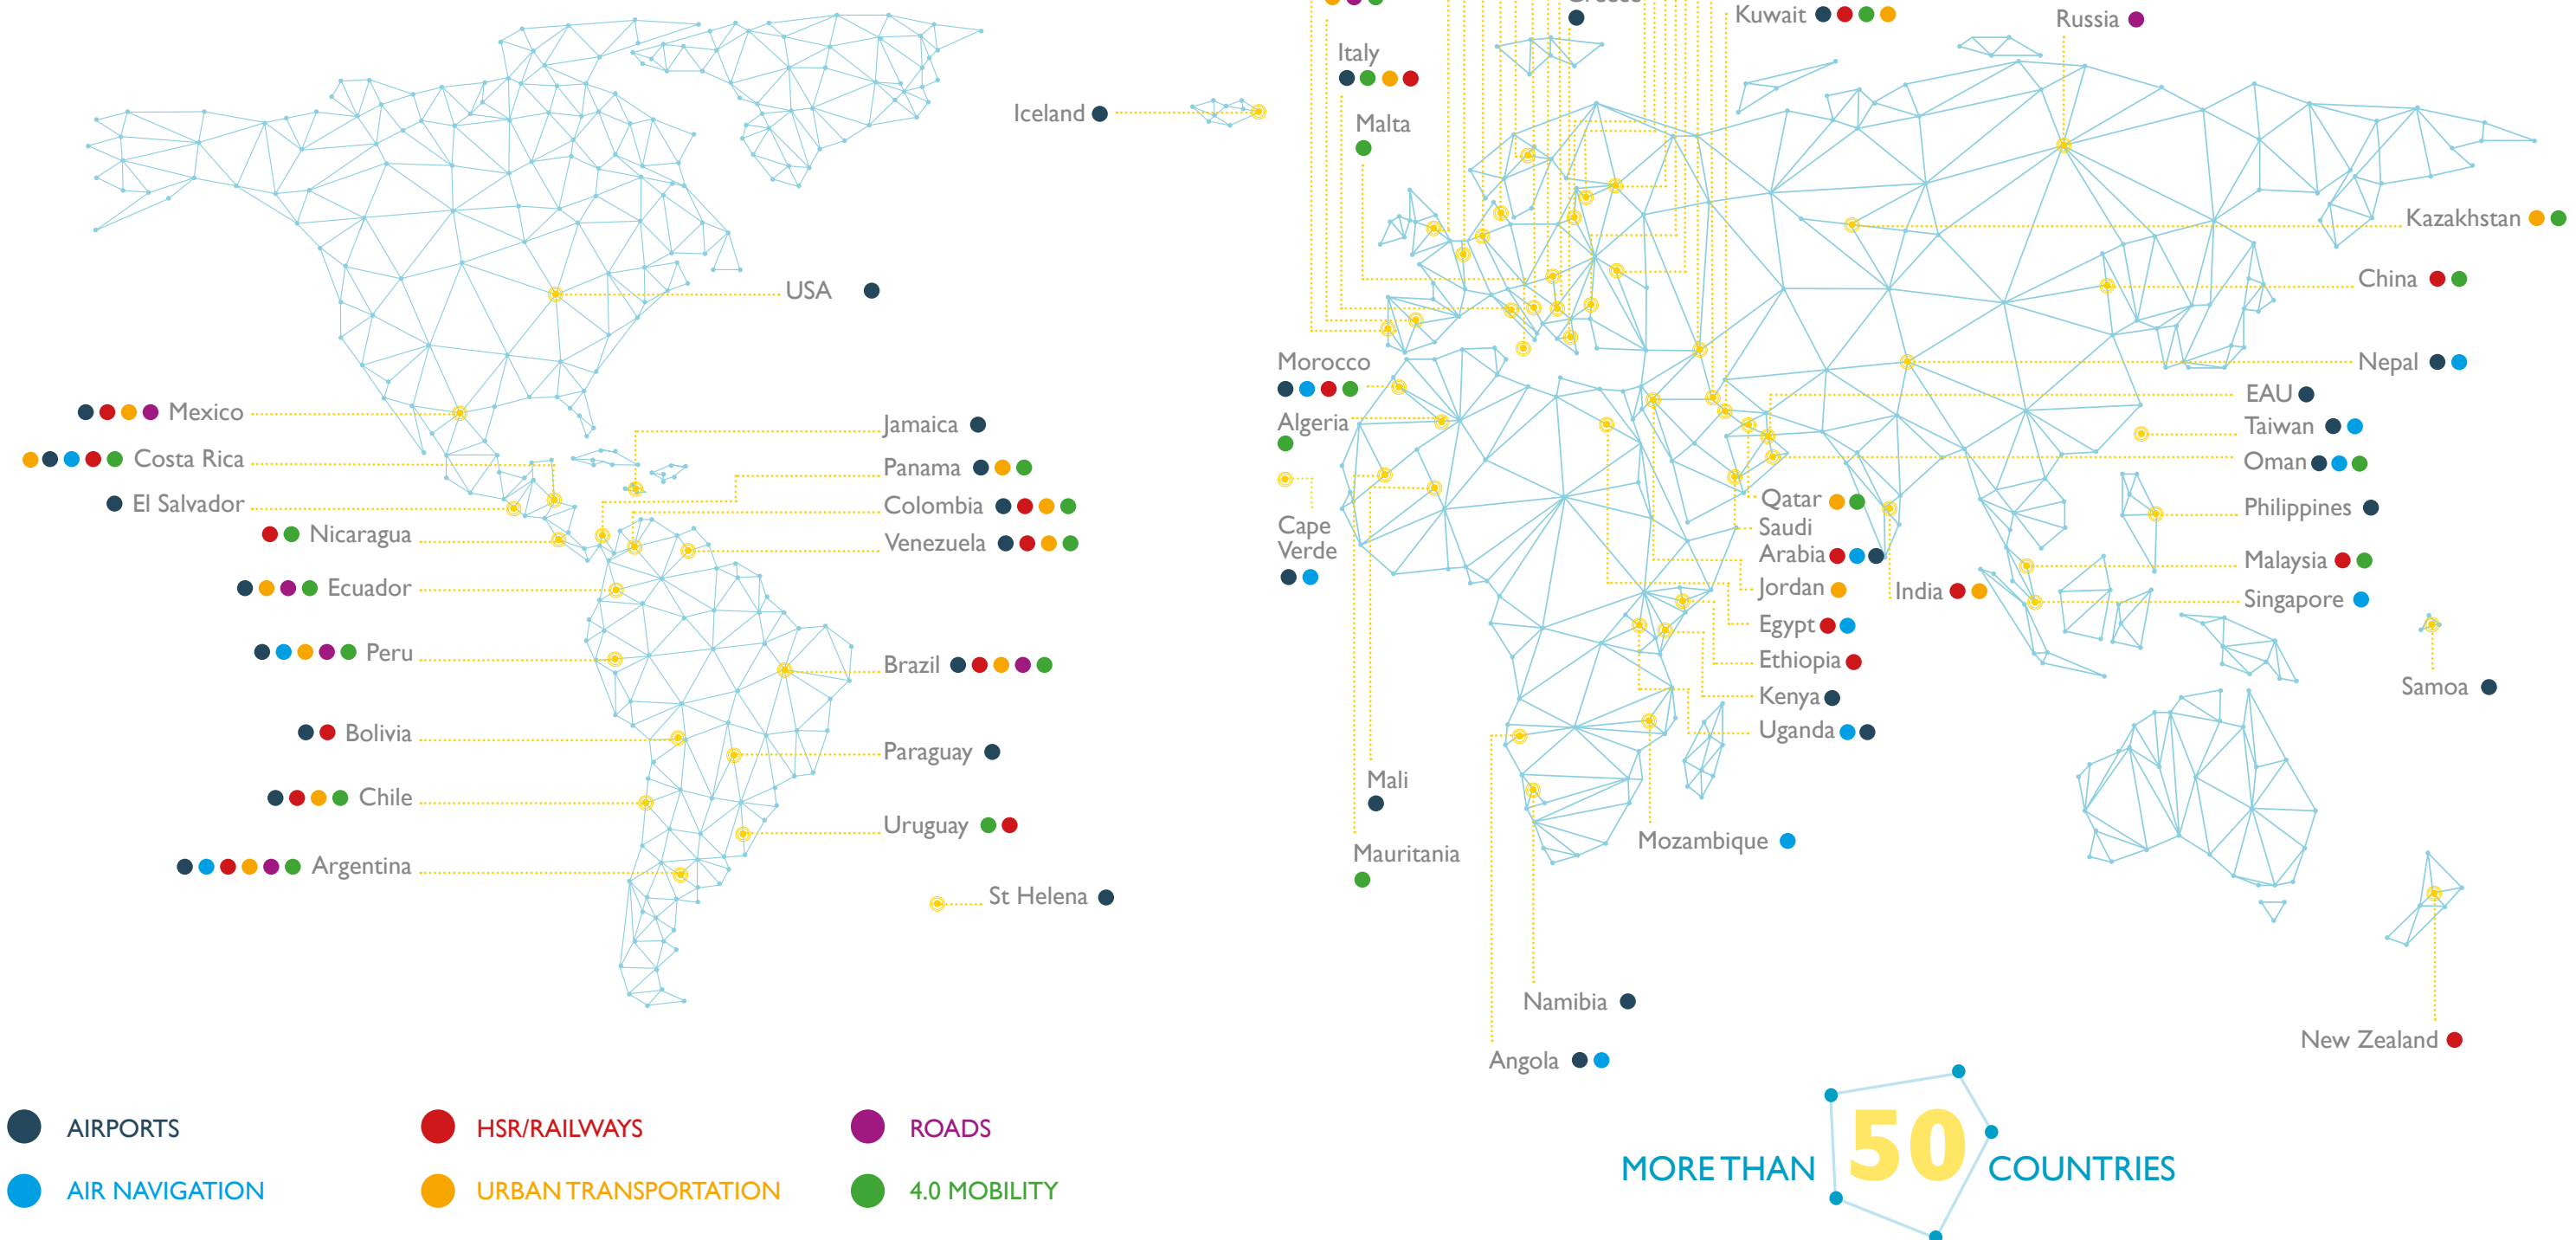 Kuwait
Russia
Italy
Iceland
Malta
Kazakhstan
China
USA
Morocco
Nepal
EAU
Mexico
Jamaica
Algeria
Taiwan
Costa Rica
Panama
Oman
El Salvador
Colombia
Qatar
Philippines
Nicaragua
Venezuela
Cape
Verde
Saudi
Arabia
Malaysia
Ecuador
Jordan
India
Singapore
Peru
Brazil
Egypt
Ethiopia
Kenya
Samoa
Bolivia
Paraguay
Uganda
Chile
Uruguay
Mali
Mozambique
Argentina
Mauritania
St Helena
Namibia
New Zealand
Angola
AIRPORTS
HSR/RAILWAYS
ROADS
AIR NAVIGATION
URBAN TRANSPORTATION
4.0 MOBILITY
MORE THAN 50 COUNTRIES